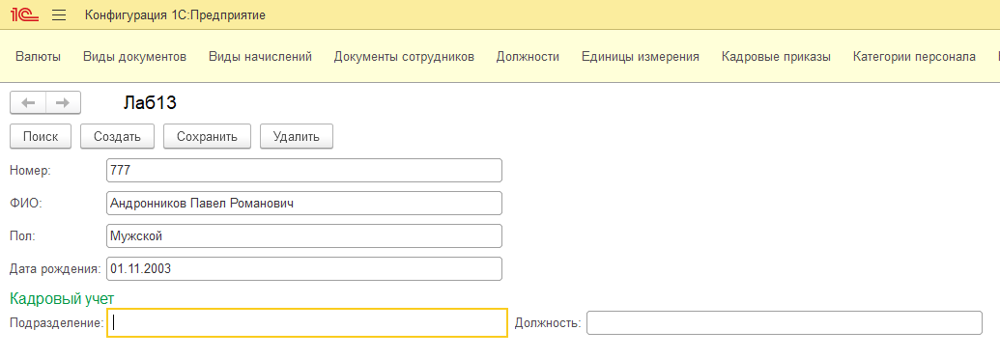 1С Конфигурация 1С:Предприятие
Валюты Виды документов Виды начислений Документы сотрудников Должности Единицы измерения Кадровые приказы Категории персонала
Лаб13
Поиск Создать Сохранить Удалить
Номер: 777
ФИО: Андронников Павел Романович
Пол: Мужской
Дата рождения: 01.11.2003
Кадровый учет
Подразделение: Должность: